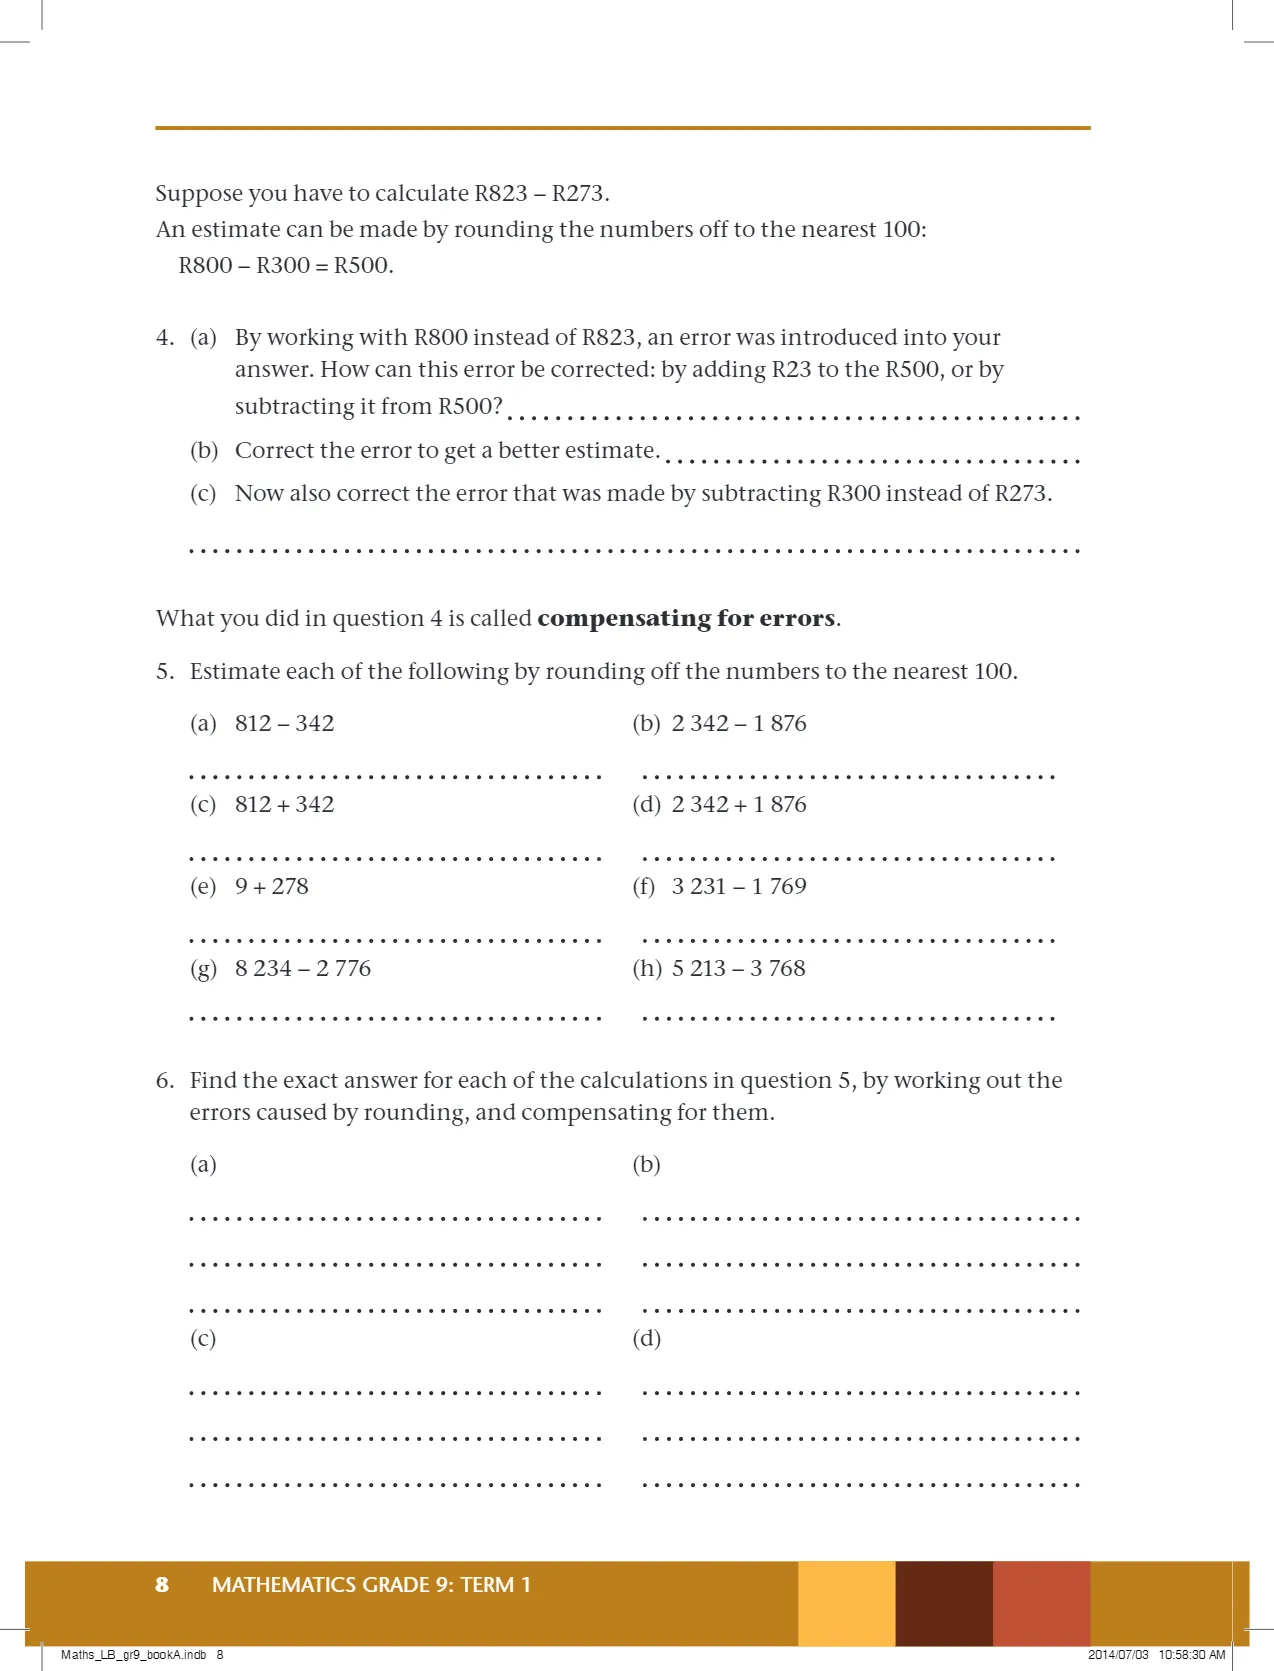 Suppose you have to calculate R823 – R273.
An estimate can be made by rounding the numbers off to the nearest 100:
R800 – R300 = R500.
4. (a) By working with R800 instead of R823, an error was introduced into your
answer. How can this error be corrected: by adding R23 to the R500, or by
subtracting it from R500?
(b) Correct the error to get a better estimate.
(c) Now also correct the error that was made by subtracting R300 instead of R273.
What you did in question 4 is called compensating for errors.
5. Estimate each of the following by rounding off the numbers to the nearest 100.
(a) 812 – 342 (b) 2 342 – 1 876
(c) 812 + 342 (d) 2 342 + 1 876
(e) 9 + 278 (f) 3 231 – 1 769
(g) 8 234 – 2 776 (h) 5 213 – 3 768
6. Find the exact answer for each of the calculations in question 5, by working out the
errors caused by rounding, and compensating for them.
(a) (b)
(c) (d)
8 MATHEMATICS GRADE 9: TERM 1
Maths_LB_gr9_bookA.indb 8 2014/07/03 10:58:30 AM